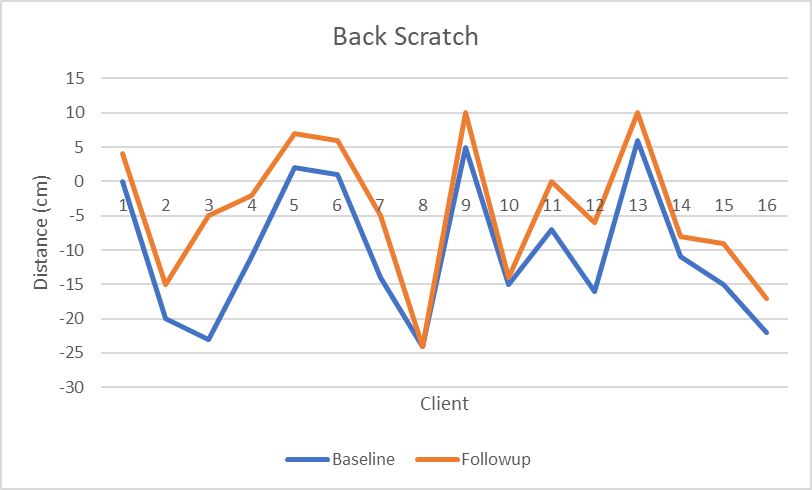 Back Scratch
15
10
5
0
-5
-10
-15
-20
-25
-30
Distance (cm)
1 2 3 4 5 6 7 8 9 10 11 12 13 14 15 16
Client
Baseline Followup